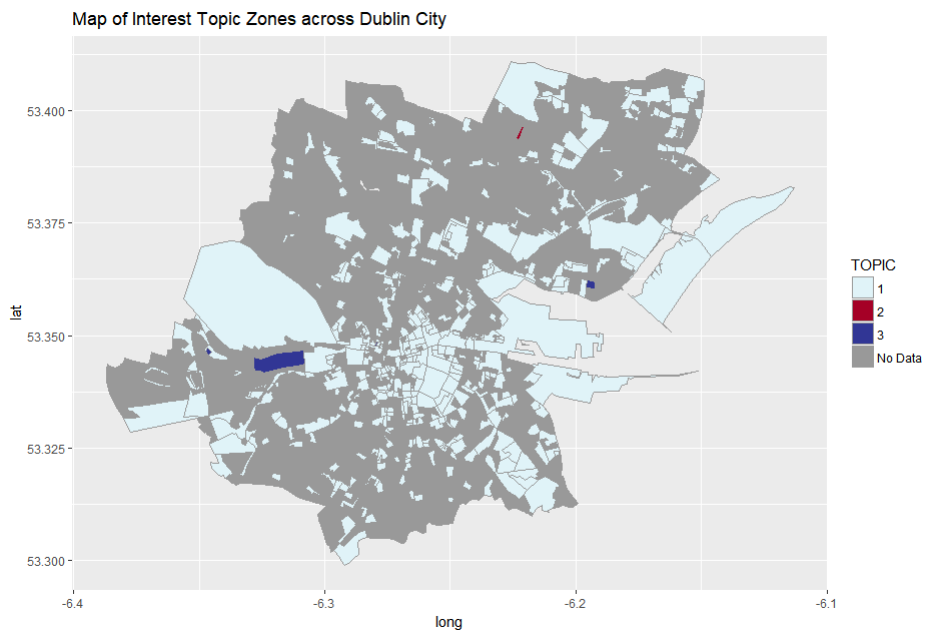 Map of Interest Topic Zones across Dublin City
53.400
53.375
53.350
53.325
53.300
lat
-6.4
-6.3
-6.2
-6.1
long
TOPIC
1
2
3
No Data